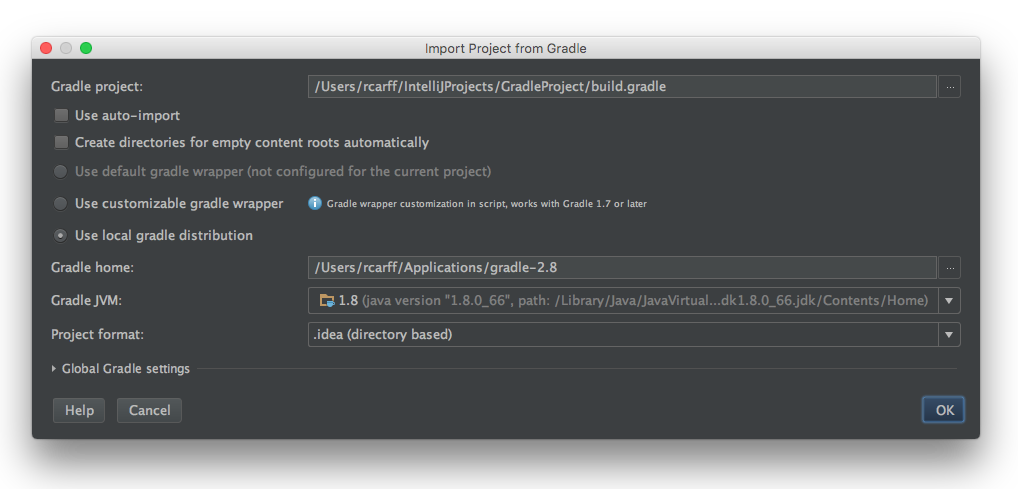 Import Project from Gradle
Gradle project: /Users/rcarff/IntelliJProjects/GradleProject/build.gradle ...
Use auto-import
Create directories for empty content roots automatically
Use default gradle wrapper (not configured for the current project)
Use customizable gradle wrapper Gradle wrapper customization in script, works with Gradle 1.7 or later
Use local gradle distribution
Gradle home: /Users/rcarff/Applications/gradle-2.8 ...
Gradle JVM: 1.8 (java version "1.8.0_66", path: /Library/Java/JavaVirtual...dk1.8.0_66.jdk/Contents/Home)
Project format: .idea (directory based)
Global Gradle settings
Help Cancel OK